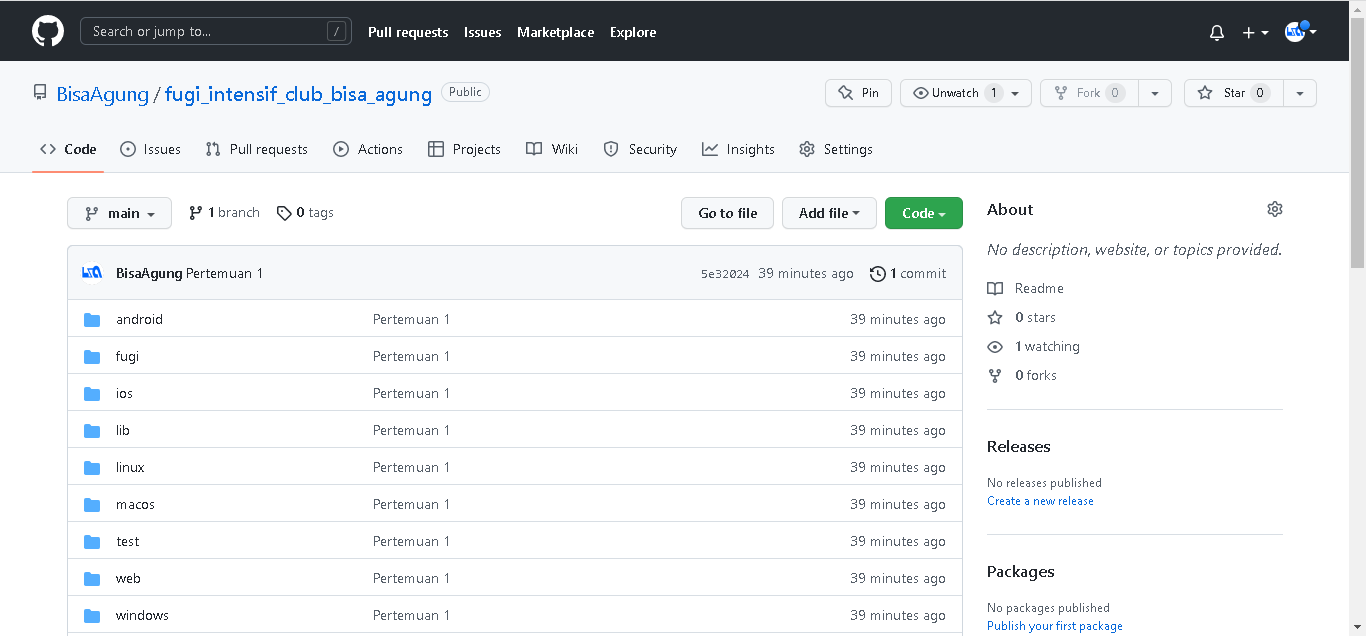 Search or jump to... /
Pull requests Issues Marketplace Explore
BisaAgung / fugi_intensif_club_bisa_agung Public
Pin Unwatch 1 Fork 0 Star 0
Code Issues Pull requests Actions Projects Wiki Security Insights Settings
main 1 branch 0 tags Go to file Add file Code
BisaAgung Pertemuan 1 5e32024 39 minutes ago 1 commit
android Pertemuan 1 39 minutes ago
fugi Pertemuan 1 39 minutes ago
ios Pertemuan 1 39 minutes ago
lib Pertemuan 1 39 minutes ago
linux Pertemuan 1 39 minutes ago
macos Pertemuan 1 39 minutes ago
test Pertemuan 1 39 minutes ago
web Pertemuan 1 39 minutes ago
windows Pertemuan 1 39 minutes ago
About
No description, website, or topics provided.
Readme
0 stars
1 watching
0 forks
Releases
No releases published
Create a new release
Packages
No packages published
Publish your first package